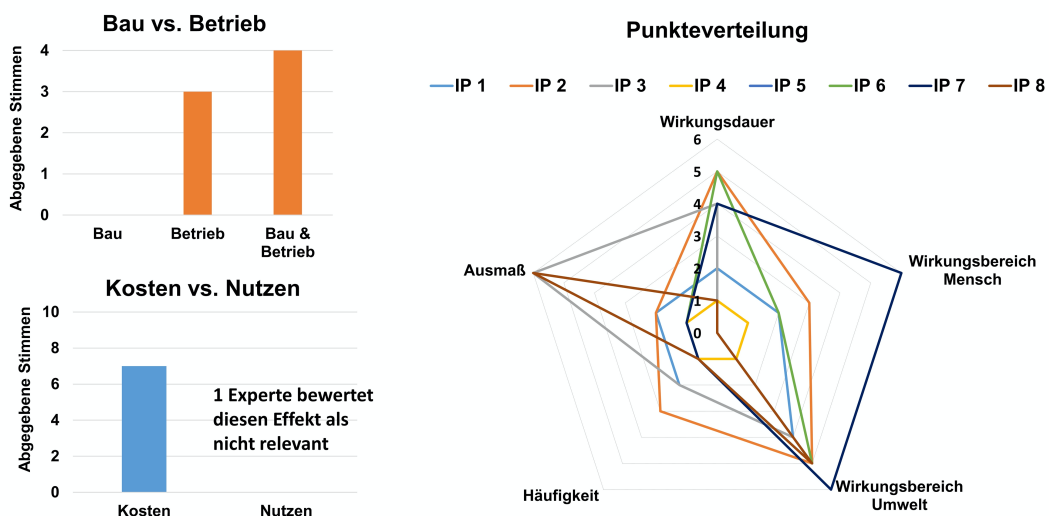 Bau vs. Betrieb
Abgegebene Stimmen
4
3
2
1
0
Bau
Betrieb
Bau &
Betrieb
Kosten vs. Nutzen
Abgegebene Stimmen
10
8
6
4
2
0
1 Experte bewertet
diesen Effekt als
nicht relevant
Kosten
Nutzen
Punkteverteilung
IP 1 IP 2 IP 3 IP 4 IP 5 IP 6 IP 7 IP 8
Wirkungsdauer
6
5
4
3
2
1
0
Wirkungsbereich
Mensch
Ausmaß
Häufigkeit
Wirkungsbereich
Umwelt